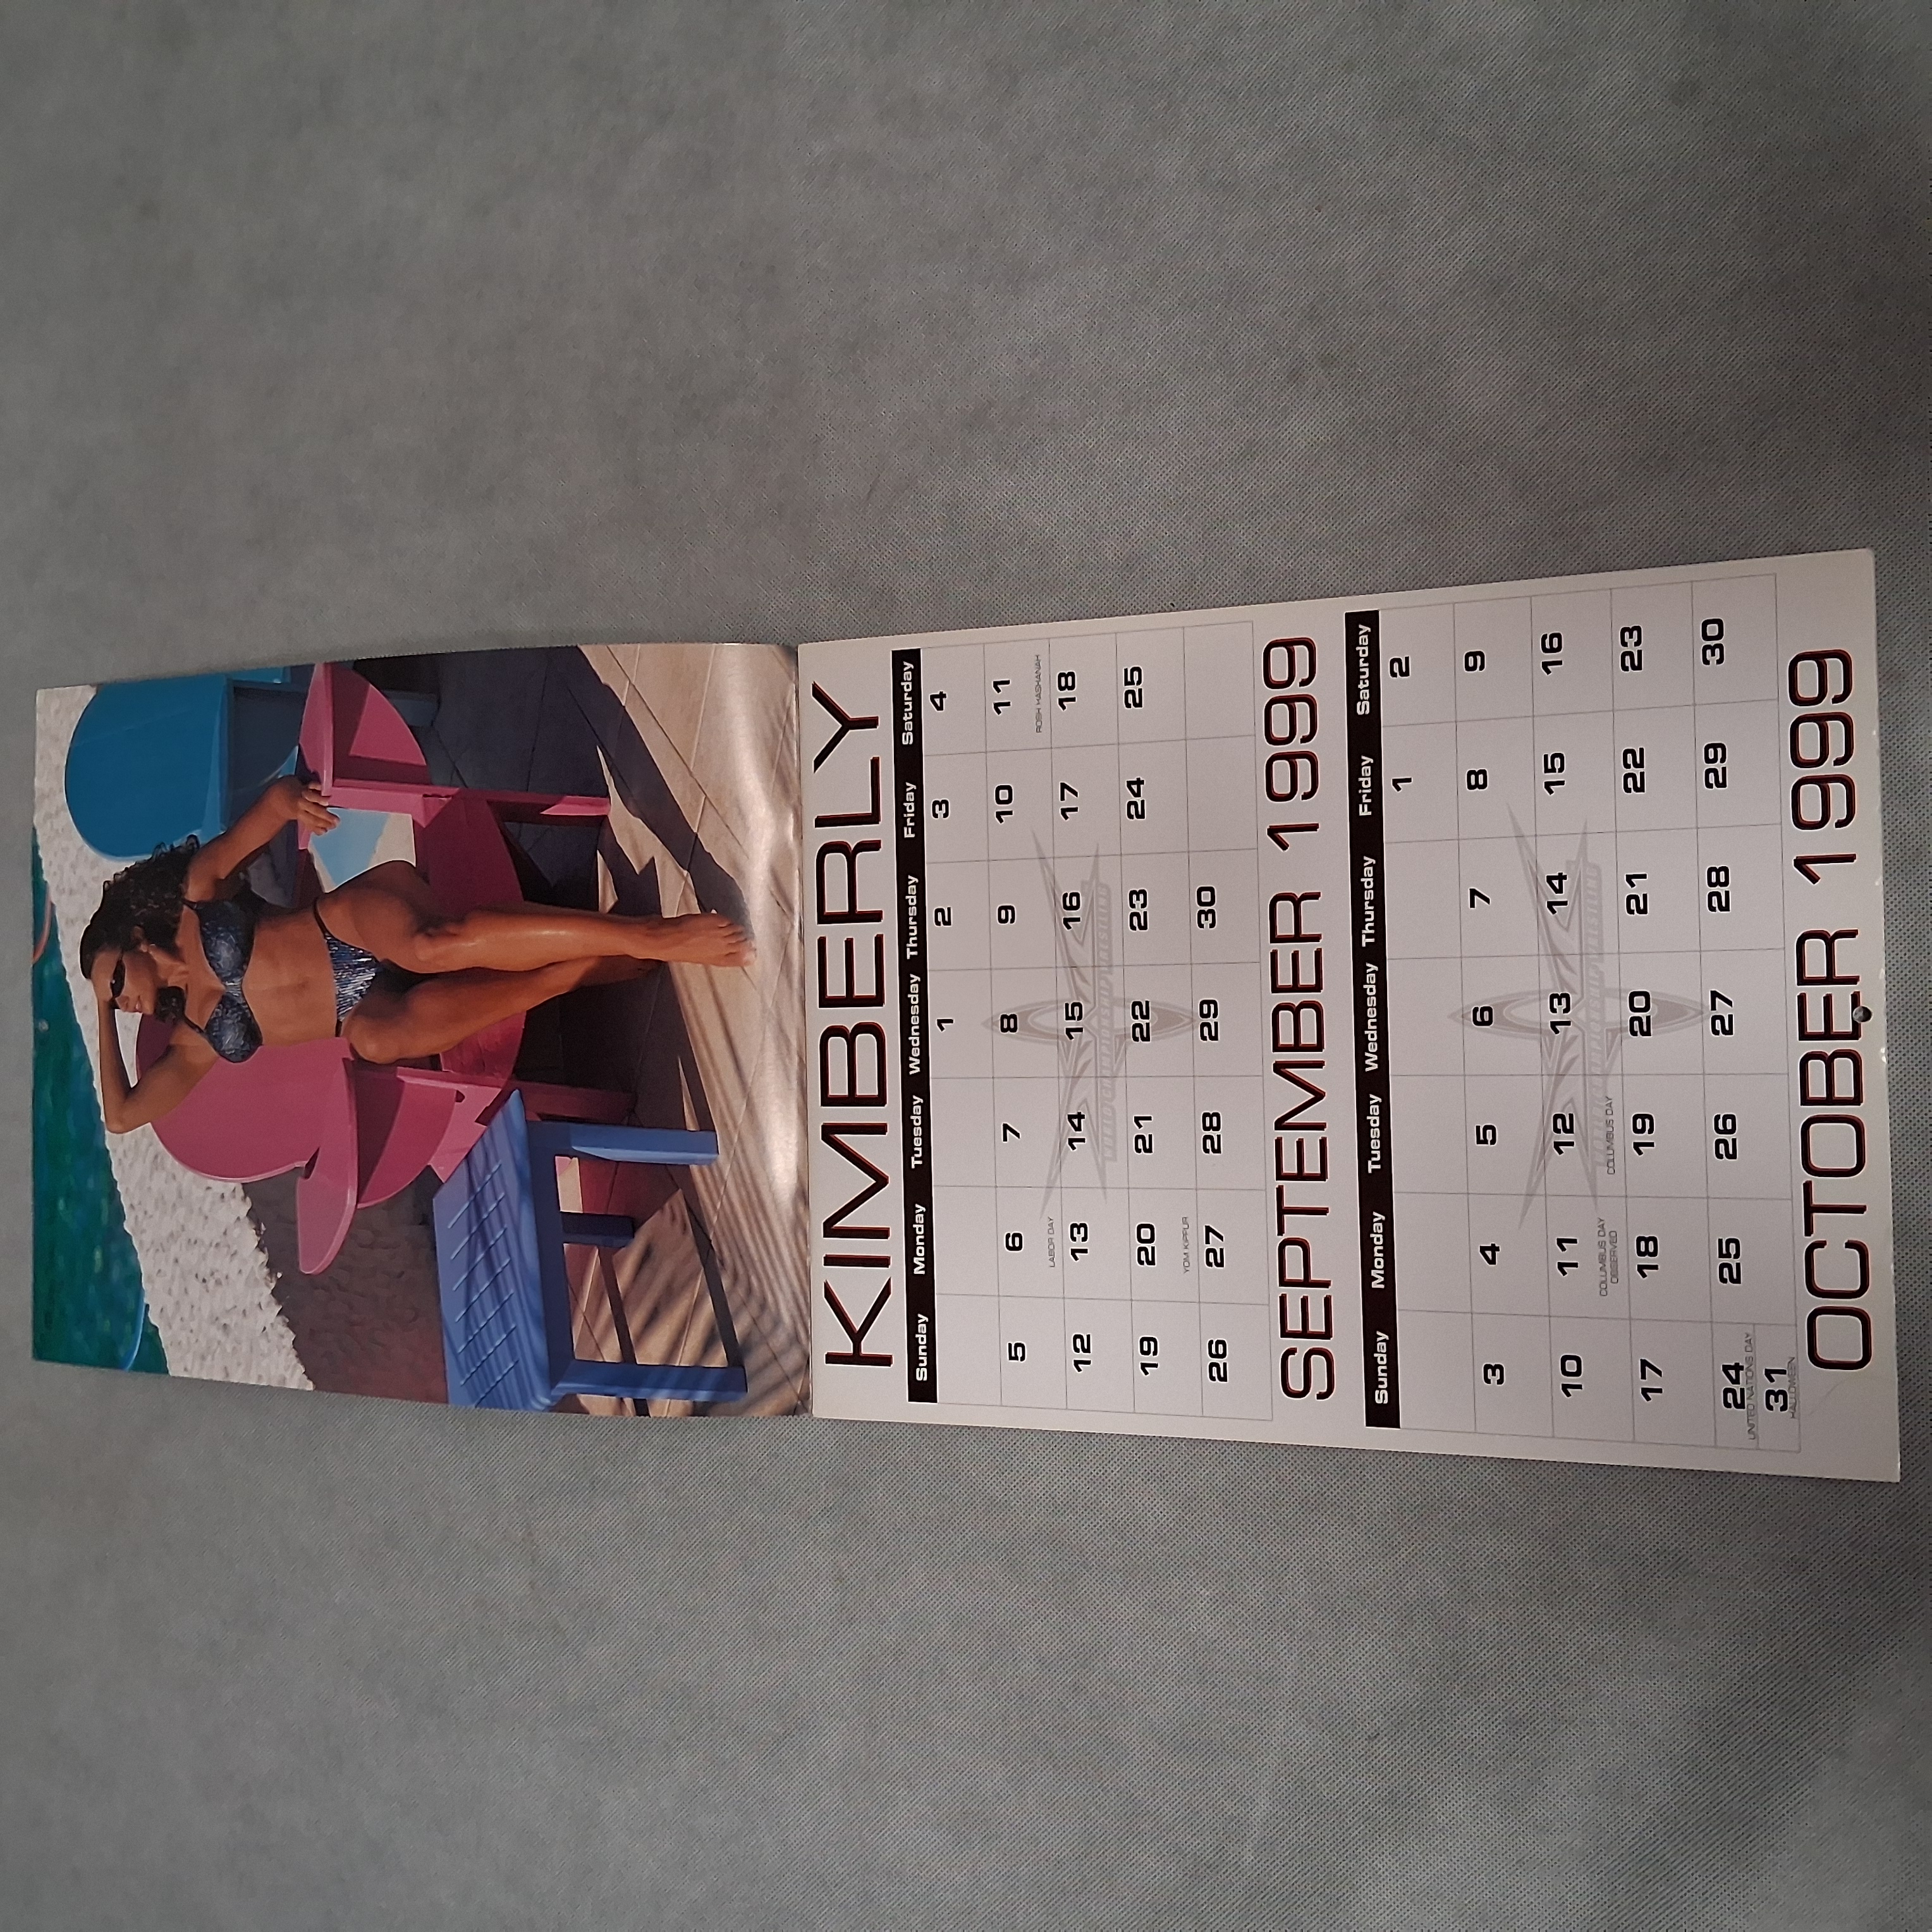 KIMBERLY
Sunday Monday Tuesday Wednesday Thursday Friday Saturday
1 2 3 4
5 6 7 8 9 10 11
LABOR DAY ROSH HASHANAH
12 13 14 15 16 17 18
19 20 21 22 23 24 25
YOM KIPPUR
26 27 28 29 30
SEPTEMBER 1999
Sunday Monday Tuesday Wednesday Thursday Friday Saturday
1 2
3 4 5 6 7 8 9
10 11 12 13 14 15 16
COLUMBUS DAY COLUMBUS DAY
OBSERVED
17 18 19 20 21 22 23
24 25 26 27 28 29 30
UNITED NATIONS DAY
31
HALLOWEEN
OCTOBER 1999